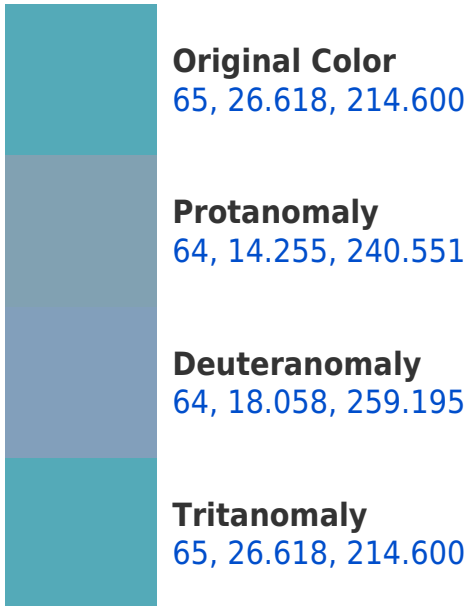 Original Color
65, 26.618, 214.600
Protanomaly
64, 14.255, 240.551
Deuteranomaly
64, 18.058, 259.195
Tritanomaly
65, 26.618, 214.600